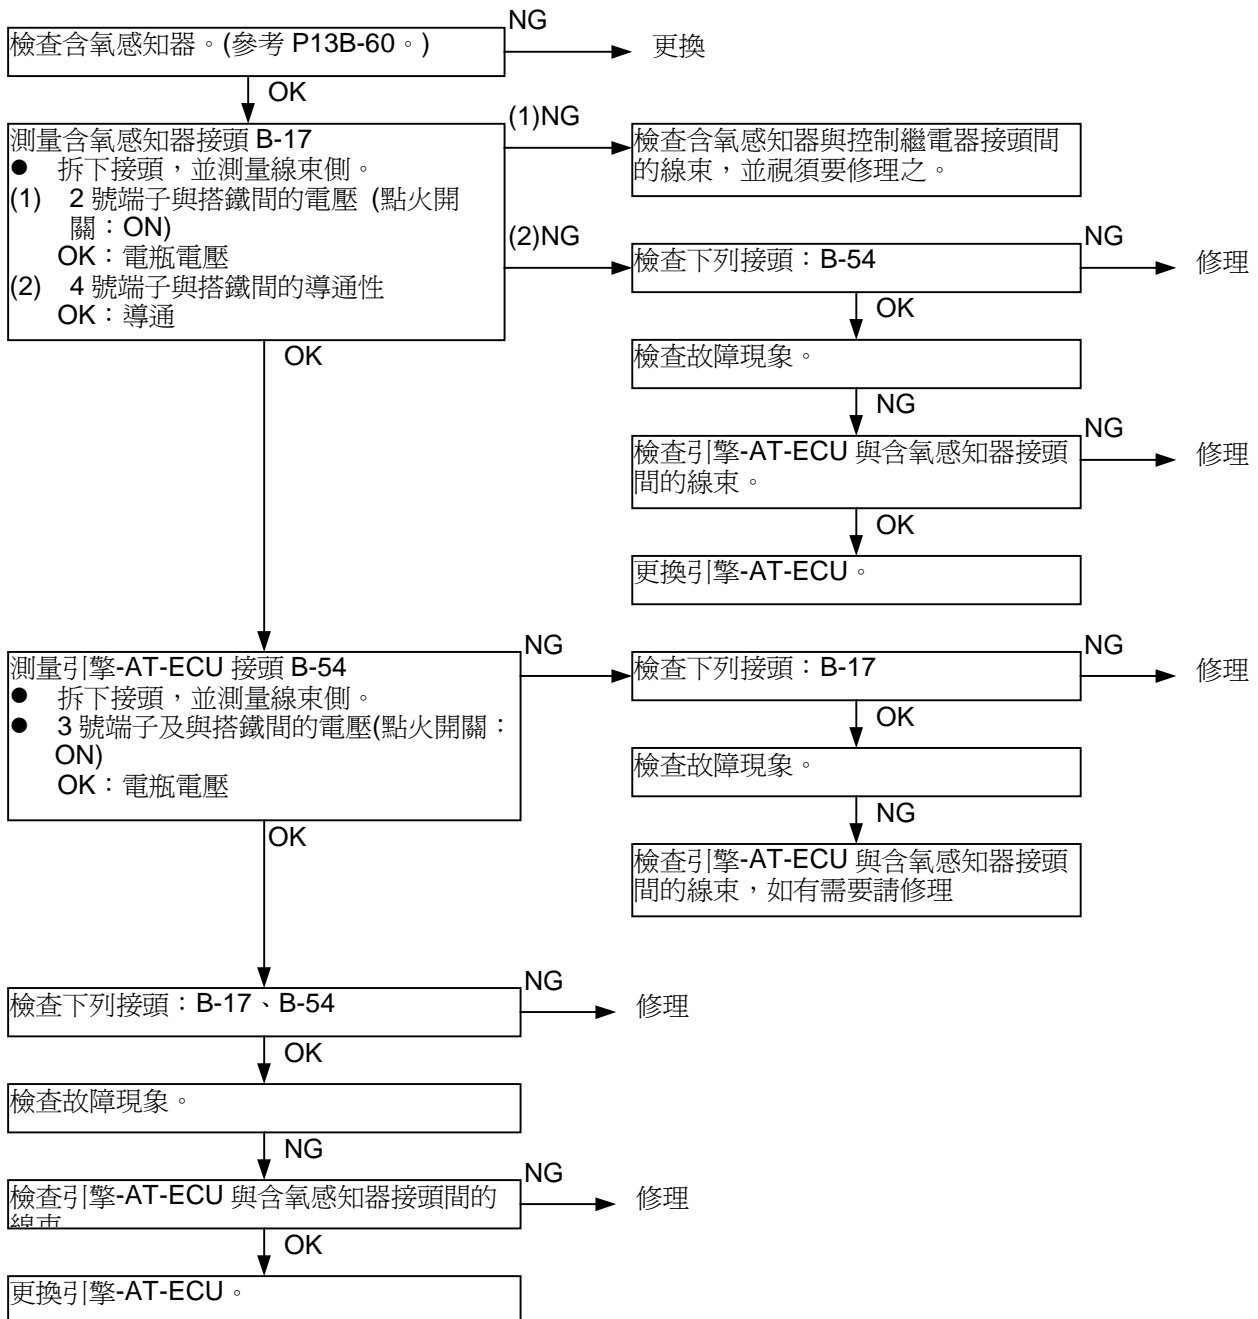 檢查含氧感知器。(參考 P13B-60。)
NG
更換
OK
測量含氧感知器接頭 B-17
● 拆下接頭，並測量線束側。
(1) 2 號端子與搭鐵間的電壓 (點火開
關：ON)
OK：電瓶電壓
(2) 4 號端子與搭鐵間的導通性
OK：導通
(1)NG
檢查含氧感知器與控制繼電器接頭間
的線束，並視須要修理之。
(2)NG
檢查下列接頭：B-54
NG
修理
OK
檢查故障現象。
NG
檢查引擎-AT-ECU 與含氧感知器接頭
間的線束。
NG
修理
OK
更換引擎-AT-ECU。
OK
測量引擎-AT-ECU 接頭 B-54
● 拆下接頭，並測量線束側。
● 3 號端子及與搭鐵間的電壓(點火開關：
ON)
OK：電瓶電壓
NG
檢查下列接頭：B-17
NG
修理
OK
檢查故障現象。
NG
檢查引擎-AT-ECU 與含氧感知器接頭
間的線束，如有需要請修理
OK
檢查下列接頭：B-17、B-54
NG
修理
OK
檢查故障現象。
NG
檢查引擎-AT-ECU 與含氧感知器接頭間的
線束
NG
修理
OK
更換引擎-AT-ECU。